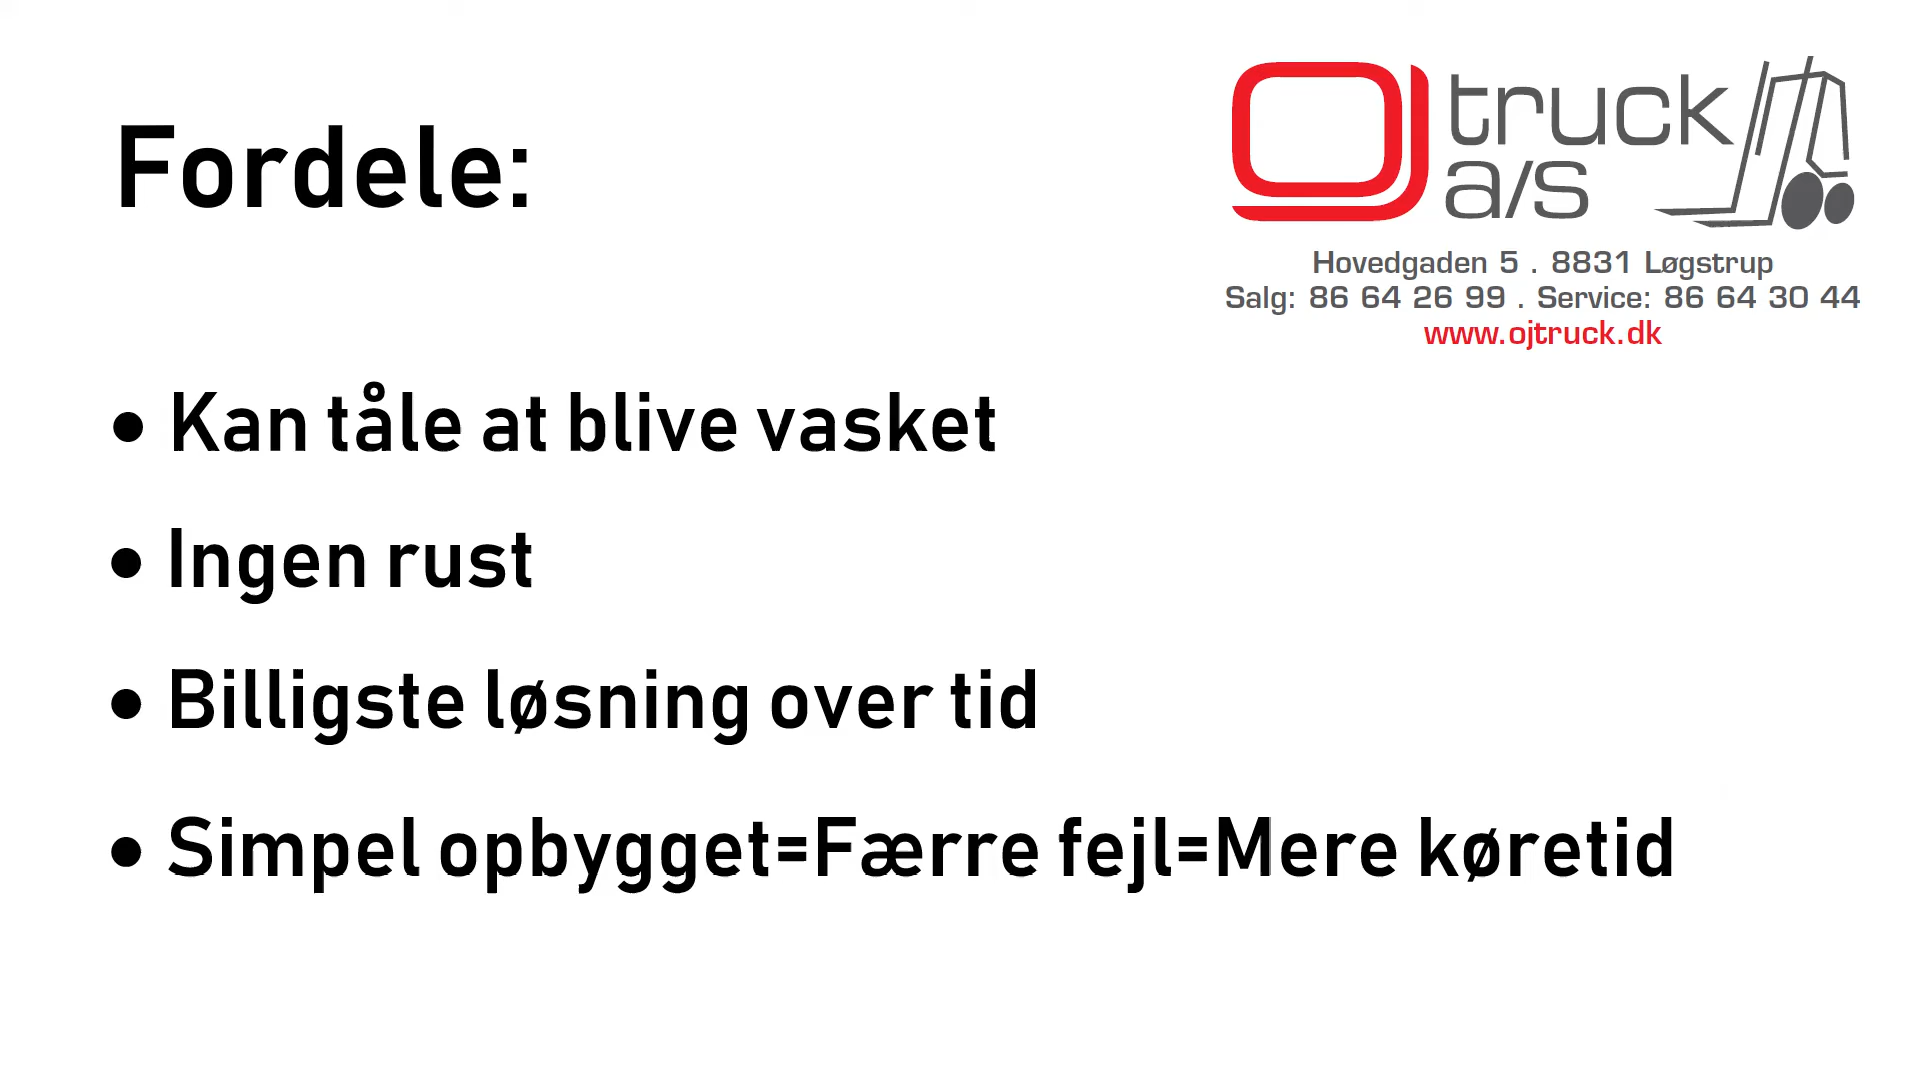 Fordele:
OJ truck
a/s
Hovedgaden 5 . 8831 Løgstrup
Salg: 86 64 26 99 . Service: 86 64 30 44
www.ojtruck.dk
• Kan tåle at blive vasket
• Ingen rust
• Billigste løsning over tid
• Simpel opbygget=Færre fejl=Mere køretid